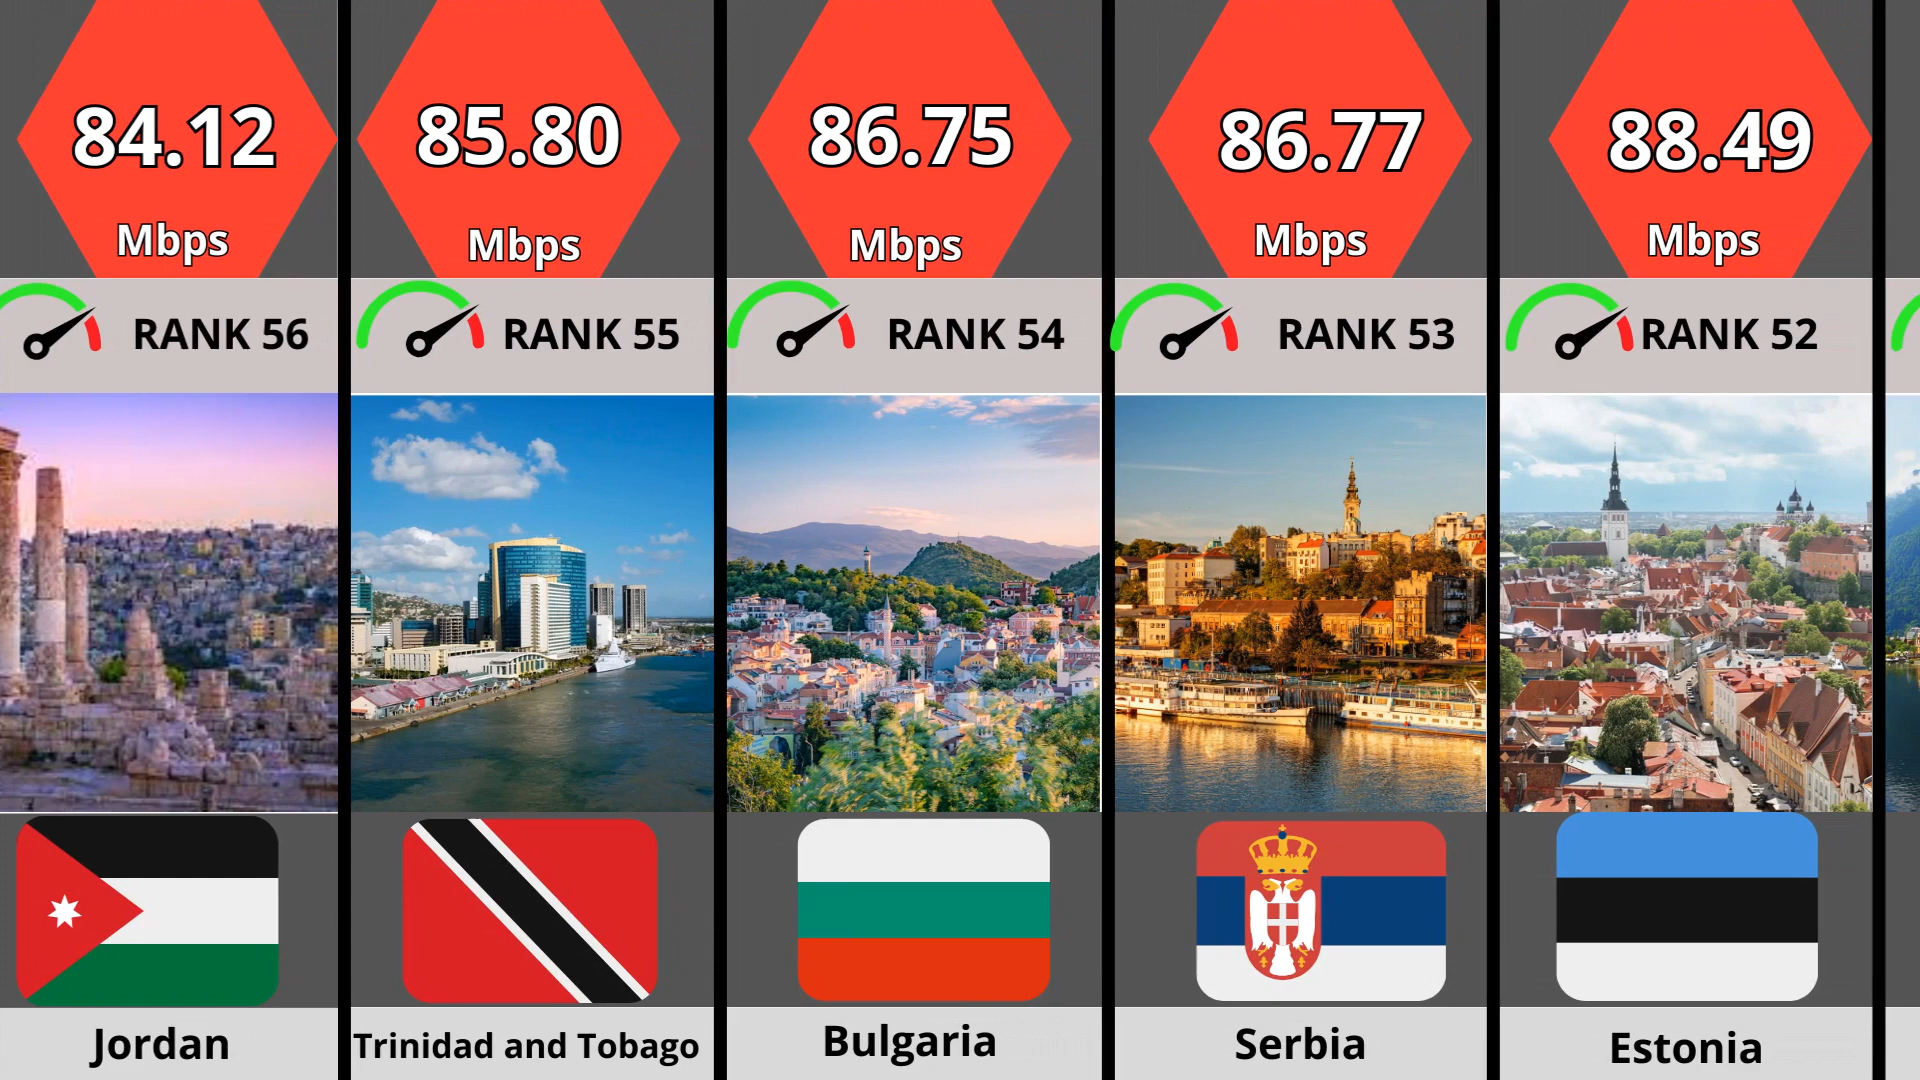 84.12
Mbps
RANK 56
Jordan
85.80
Mbps
RANK 55
Trinidad and Tobago
86.75
Mbps
RANK 54
Bulgaria
86.77
Mbps
RANK 53
Serbia
88.49
Mbps
RANK 52
Estonia